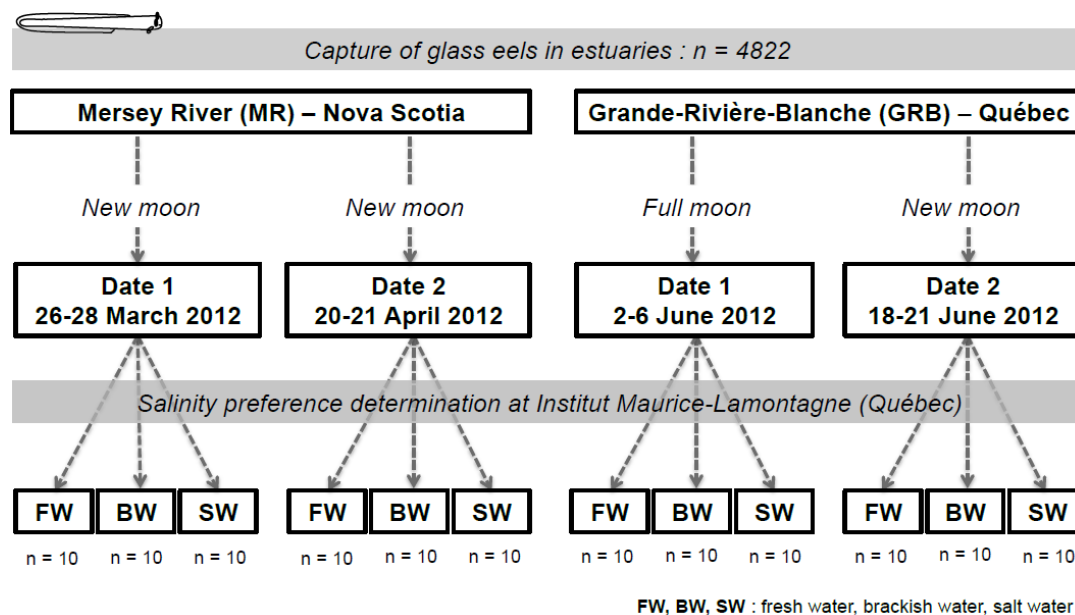 Capture of glass eels in estuaries : n = 4822
Mersey River (MR) – Nova Scotia
Grande-Rivière-Blanche (GRB) – Québec
New moon
New moon
Full moon
New moon
Date 1
26-28 March 2012
Date 2
20-21 April 2012
Date 1
2-6 June 2012
Date 2
18-21 June 2012
Salinity preference determination at Institut Maurice-Lamontagne (Québec)
FW BW SW
FW BW SW
FW BW SW
FW BW SW
n = 10 n = 10 n = 10
n = 10 n = 10 n = 10
n = 10 n = 10 n = 10
n = 10 n = 10 n = 10
FW, BW, SW : fresh water, brackish water, salt water